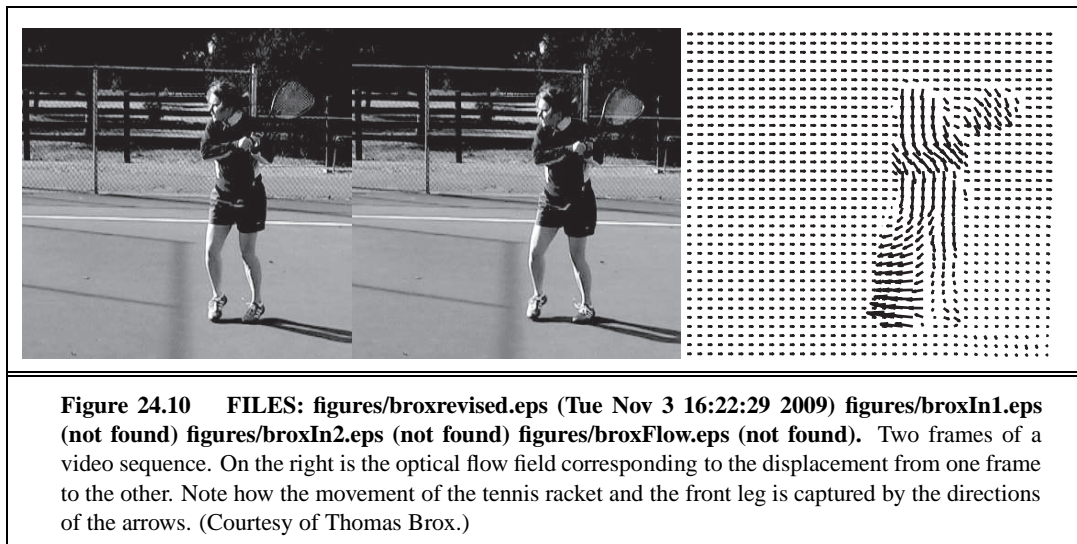 Figure 24.10 FILES: figures/broxrevised.eps (Tue Nov 3 16:22:29 2009) figures/broxIn1.eps
(not found) figures/broxIn2.eps (not found) figures/broxFlow.eps (not found). Two frames of a
video sequence. On the right is the optical flow field corresponding to the displacement from one frame
to the other. Note how the movement of the tennis racket and the front leg is captured by the directions
of the arrows. (Courtesy of Thomas Brox.)